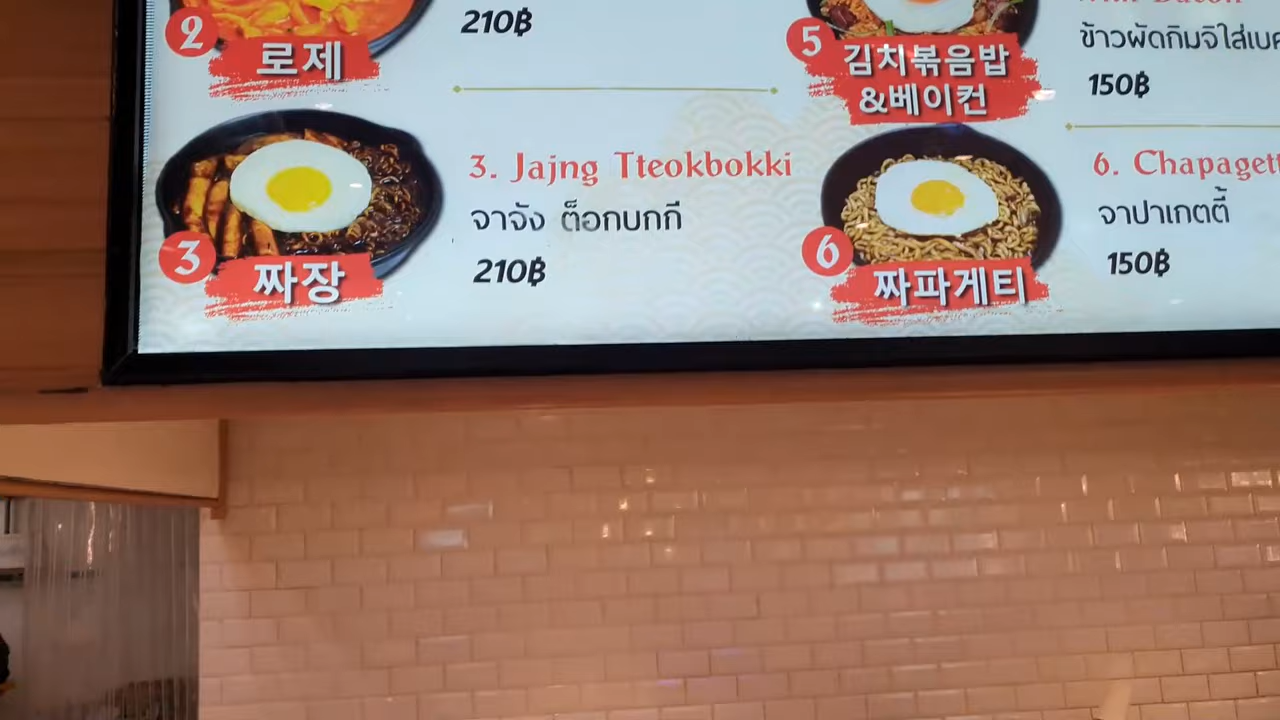 2
로제
210฿
3. Jajng Tteokbokki
จาจัง ต็อกบกกี
210฿
3
짜장
5
김치볶음밥
&베이컨
ข้าวผัดกิมจิใส่เบค
150฿
6. Chapagett
จาปาเกตตี้
150฿
6
짜파게티